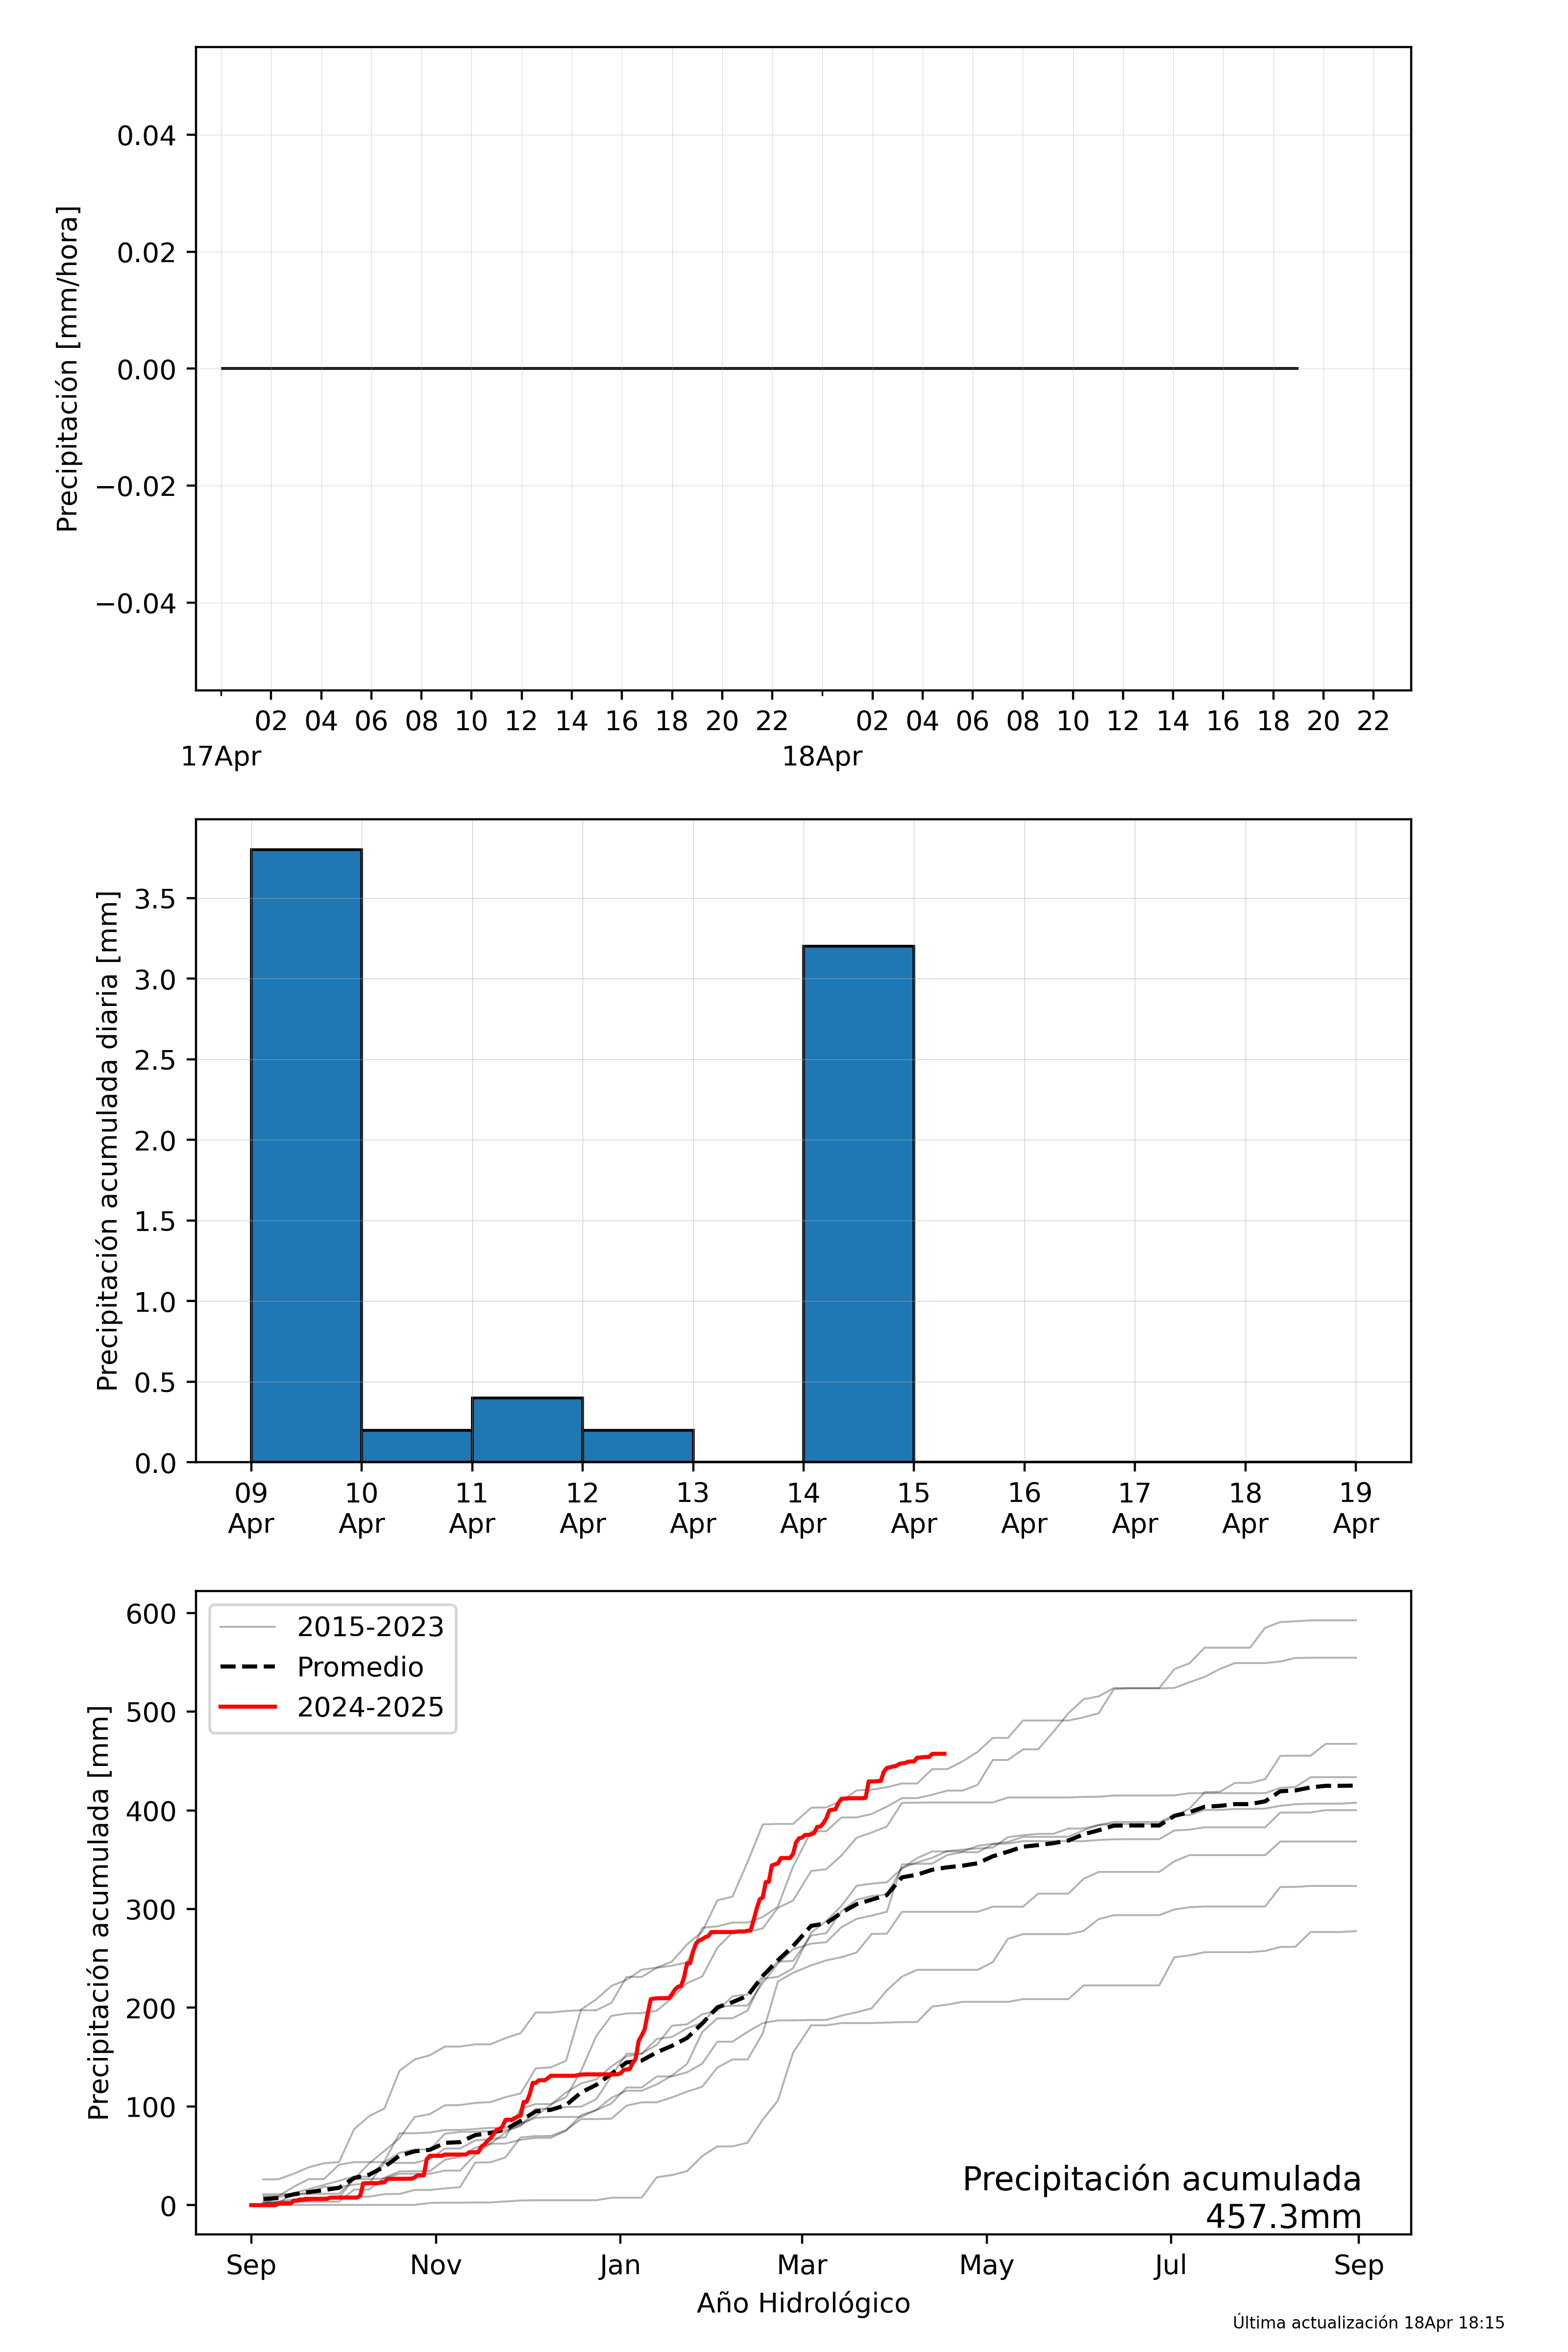 Precipitación [mm/hora]
0.04
0.02
0.00
−0.02
−0.04
02 04 06 08 10 12 14 16 18 20 22 02 04 06 08 10 12 14 16 18 20 22
17Apr 18Apr
Precipitación acumulada diaria [mm]
3.5
3.0
2.5
2.0
1.5
1.0
0.5
0.0
09 10 11 12 13 14 15 16 17 18 19
Apr Apr Apr Apr Apr Apr Apr Apr Apr Apr Apr
Precipitación acumulada [mm]
600
500
400
300
200
100
0
2015-2023
Promedio
2024-2025
Precipitación acumulada
457.3mm
Sep Nov Jan Mar May Jul Sep
Año Hidrológico
Última actualización 18Apr 18:15